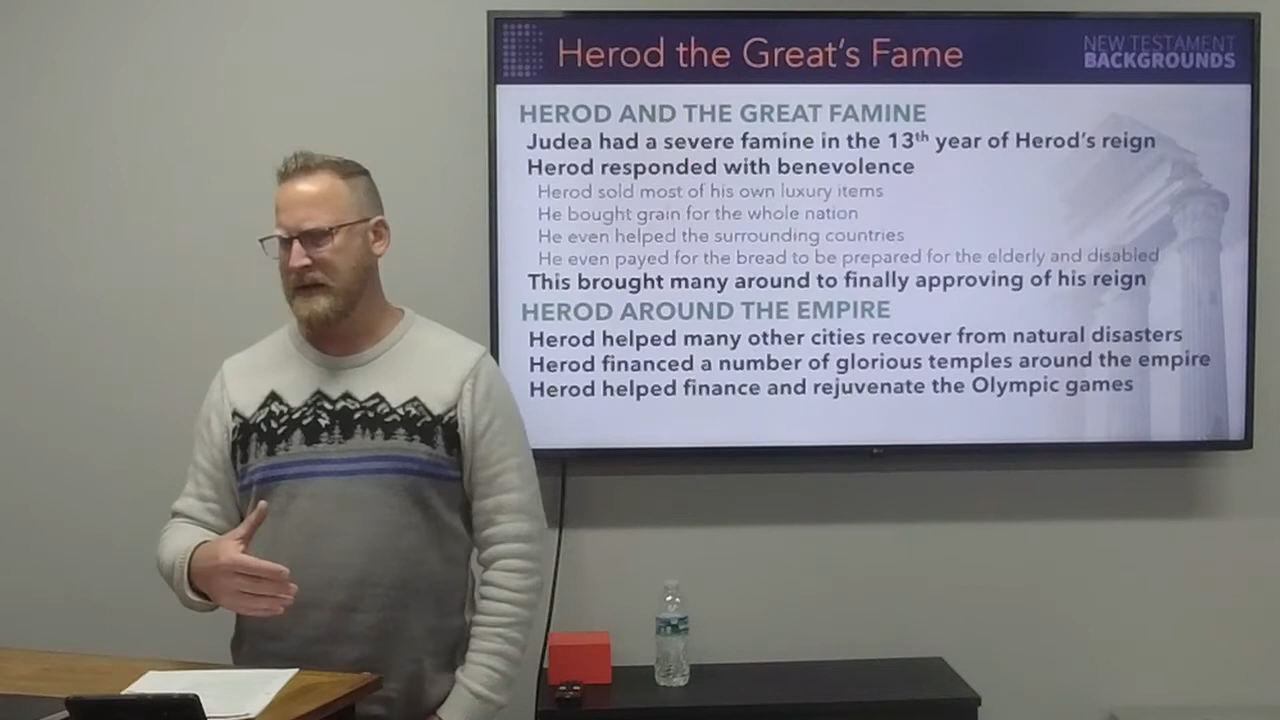 Herod the Great's Fame
NEW TESTAMENT
BACKGROUNDS
HEROD AND THE GREAT FAMINE
Judea had a severe famine in the 13th year of Herod's reign
Herod responded with benevolence
Herod sold most of his own luxury items
He bought grain for the whole nation
He even helped the surrounding countries
He even payed for the bread to be prepared for the elderly and disabled
This brought many around to finally approving of his reign
HEROD AROUND THE EMPIRE
Herod helped many other cities recover from natural disasters
Herod financed a number of glorious temples around the empire
Herod helped finance and rejuvenate the Olympic games